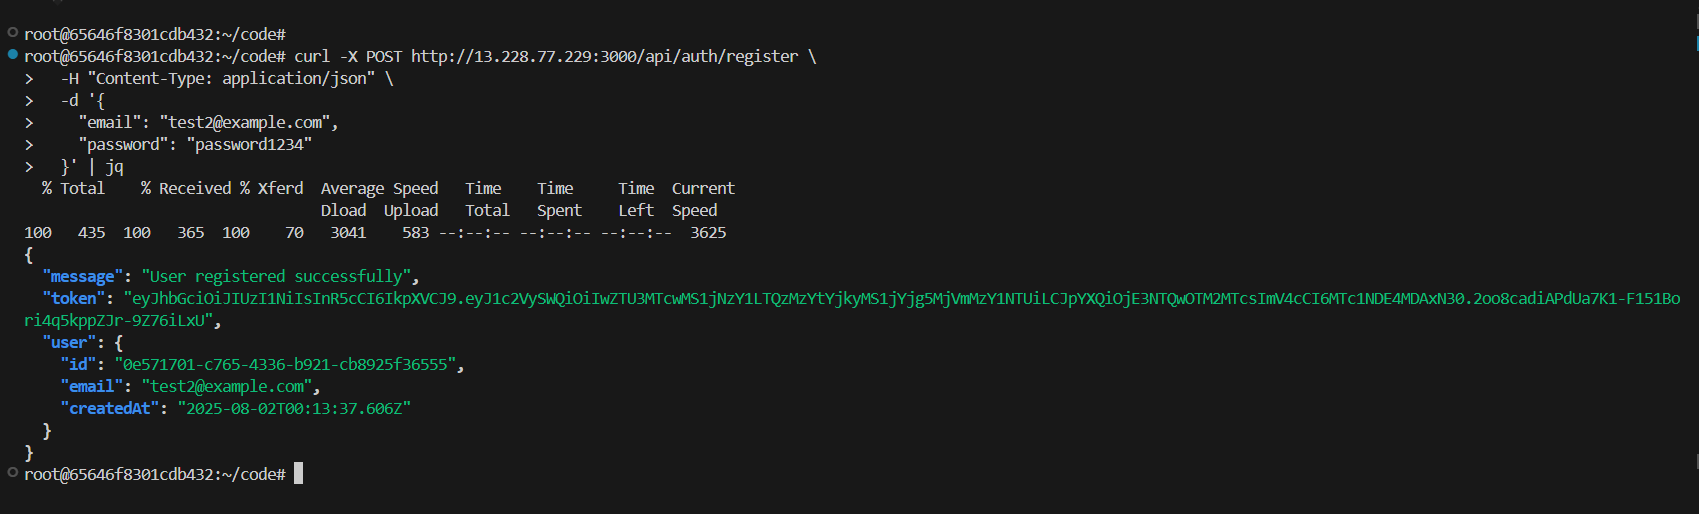 root@65646f8301cdb432:~/code#
root@65646f8301cdb432:~/code# curl -X POST http://13.228.77.229:3000/api/auth/register \
>   -H "Content-Type: application/json" \
>   -d '{
>     "email": "test2@example.com",
>     "password": "password1234"
>   }' | jq
  % Total    % Received % Xferd  Average Speed   Time    Time     Time  Current
                                 Dload  Upload   Total   Spent    Left  Speed
100   435  100   365  100    70   3041    583 --:--:-- --:--:-- --:--:--  3625
{
  "message": "User registered successfully",
  "token": "eyJhbGciOiJIUzI1NiIsInR5cCI6IkpXVCJ9.eyJ1c2VySWQiOiIwZTU3MTcwMS1jNzY1LTQzMzYtYjkyMS1jYjg5MjVmMzY1NTUiLCJpYXQiOjE3NTQwOTM2MTcsImV4cCI6MTc1NDE4MDAxN30.2oo8cadiAPdUa7K1-F151Bo
ri4q5kppZJr-9Z76iLxU",
  "user": {
    "id": "0e571701-c765-4336-b921-cb8925f36555",
    "email": "test2@example.com",
    "createdAt": "2025-08-02T00:13:37.606Z"
  }
}
root@65646f8301cdb432:~/code#